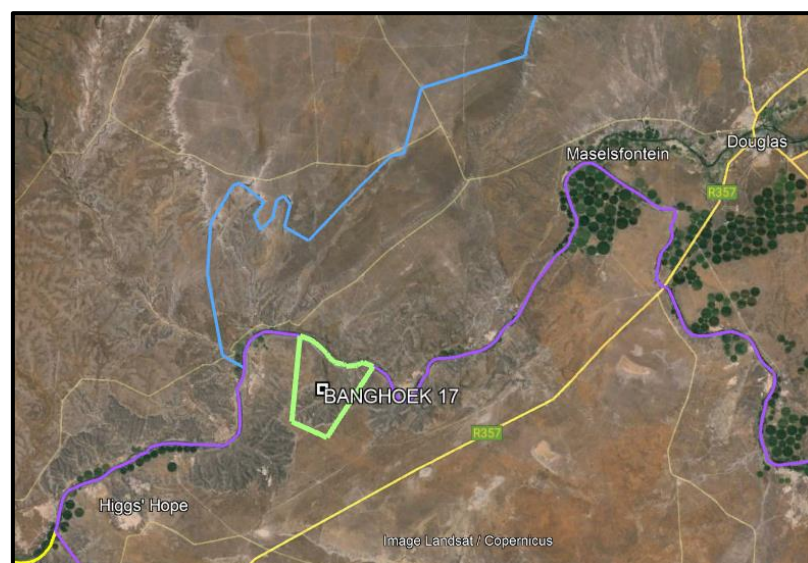 Douglas
Maselsfontein
R357
BANGHOEK 17
R357
Higgs' Hope
Image Landsat / Copernicus